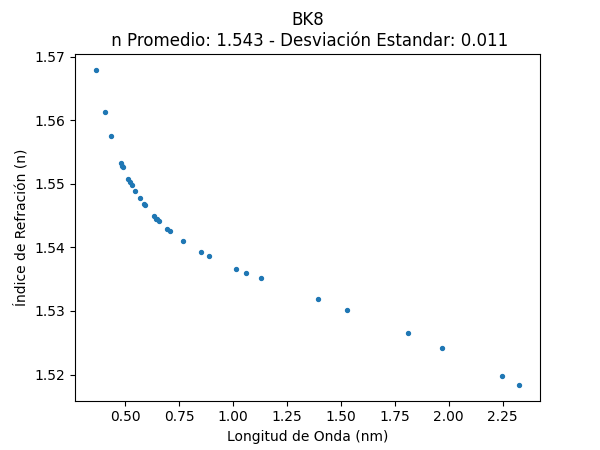 BK8
n Promedio: 1.543 - Desviación Estandar: 0.011
1.57
1.56
1.55
1.54
1.53
1.52
Índice de Refración (n)
0.50 0.75 1.00 1.25 1.50 1.75 2.00 2.25
Longitud de Onda (nm)